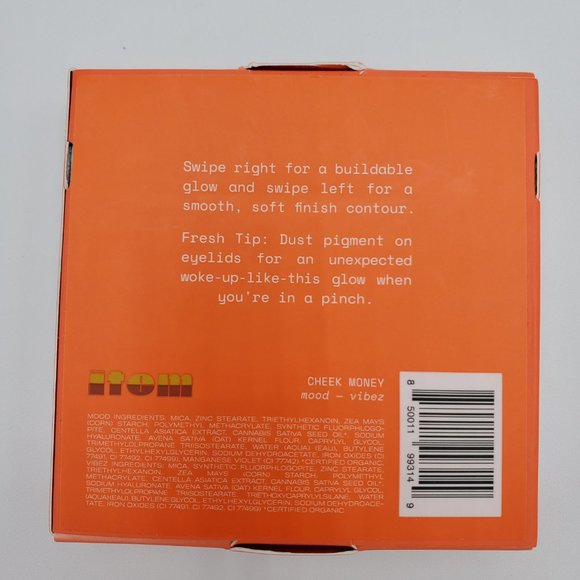 Swipe right for a buildable
glow and swipe left for a
smooth, soft finish contour.
Fresh Tip: Dust pigment on
eyelids for an unexpected
woke-up-like-this glow when
you're in a pinch.
itom
CHEEK MONEY
mood — vibez
8 50011 99314 9
MOOD INGREDIENTS: MICA, ZINC STEARATE, TRIETHYLHEXANOIN, ZEA MAYS
(CORN) STARCH, POLYMETHYL METHACRYLATE, SYNTHETIC FLUORPHLOGO-
PITE, CENTELLA ASIATICA EXTRACT, CANNABIS SATIVA SEED OIL*, SODIUM
HYALURONATE, AVENA SATIVA (OAT) KERNEL FLOUR, CAPRYLYL GLYCOL,
TRIMETHYLOLPROPANE TRIISOSTEARATE, WATER (AQUA) (EAU), BUTYLENE
GLYCOL, ETHYLHEXYLGLYCERIN, SODIUM DEHYDROACETATE, IRON OXIDES (CI
77491, CI 77492, CI 77499), MANGANESE VIOLET (CI 77742) *CERTIFIED ORGANIC.
VIBEZ INGREDIENTS: MICA, SYNTHETIC FLUORPHLOGOPITE, ZINC STEARATE,
TRIETHYLHEXANOIN, ZEA MAYS (CORN) STARCH, POLYMETHYL
METHACRYLATE, CENTELLA ASIATICA EXTRACT, CANNABIS SATIVA SEED OIL*,
SODIUM HYALURONATE, AVENA SATIVA (OAT) KERNEL FLOUR, CAPRYLYL GLYCOL,
TRIMETHYLOLPROPANE TRIISOSTEARATE, TRIETHOXYCAPRYLYLSILANE, WATER
(AQUA)(EAU), BUTYLENE GLYCOL, ETHYLHEXYLGLYCERIN, SODIUM DEHYDROACE-
TATE, IRON OXIDES (CI 77491, CI 77492, CI 77499) *CERTIFIED ORGANIC